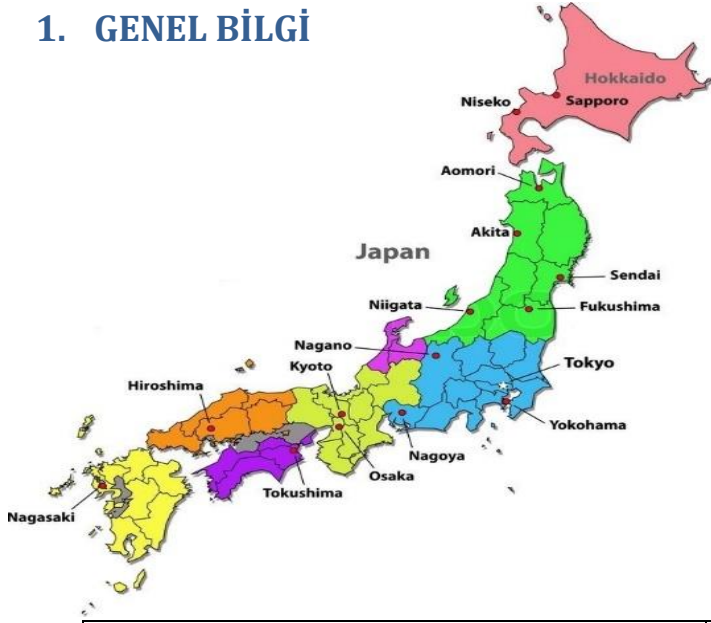 1. GENEL BİLGİ
Hokkaido
Niseko
Sapporo
Aomori
Akita
Japan
Sendai
Niigata
Fukushima
Nagano
Tokyo
Kyoto
Hiroshima
Yokohama
Nagoya
Osaka
Tokushima
Nagasaki